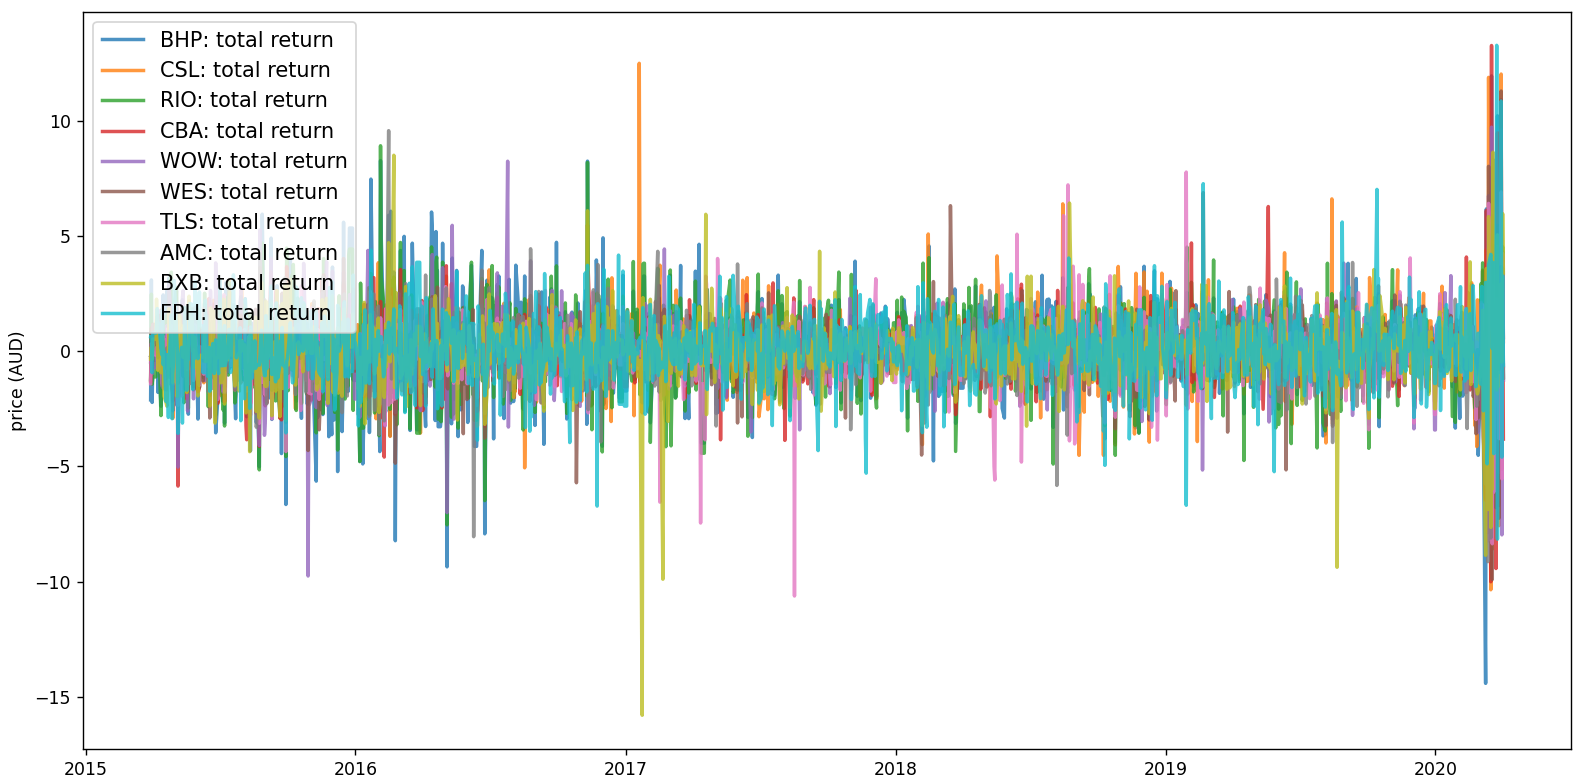 BHP: total return
CSL: total return
RIO: total return
CBA: total return
WOW: total return
WES: total return
TLS: total return
AMC: total return
BXB: total return
FPH: total return
price (AUD)
10
5
0
−5
−10
−15
2015
2016
2017
2018
2019
2020